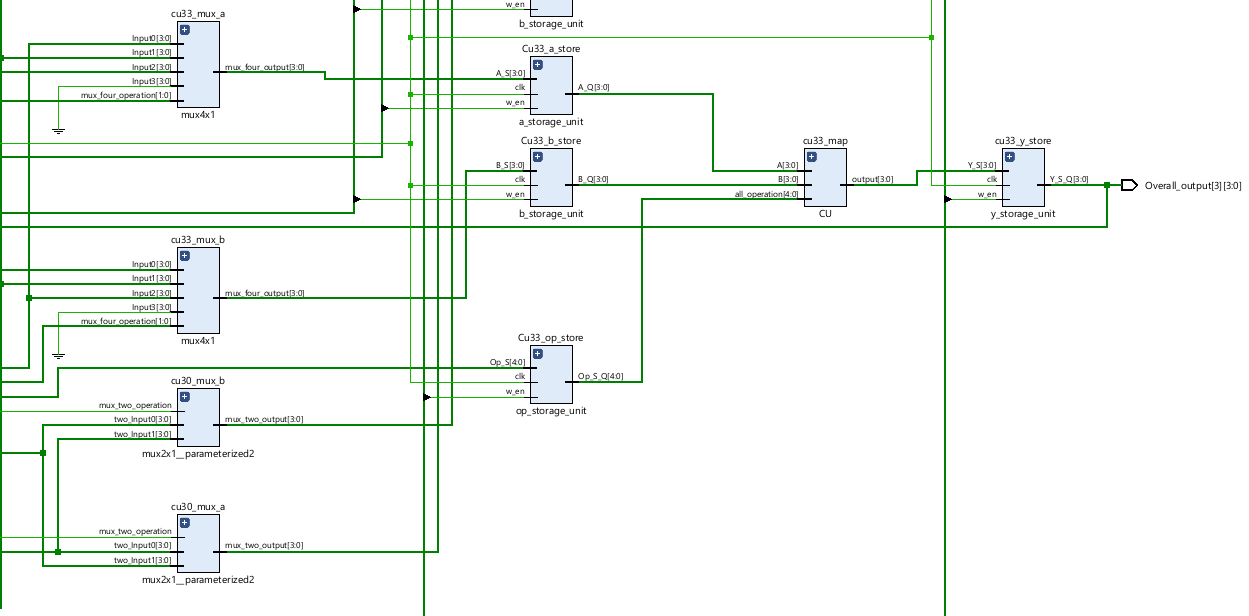 w_en
b_storage_unit
cu33_mux_a
Input0[3:0]
Input1[3:0]
Input2[3:0]
Input3[3:0]
mux_four_operation[1:0]
mux_four_output[3:0]
mux4x1
Cu33_a_store
A_S[3:0]
clk
w_en
A_Q[3:0]
a_storage_unit
Cu33_b_store
B_S[3:0]
clk
w_en
B_Q[3:0]
b_storage_unit
cu33_map
A[3:0]
B[3:0]
all_operation[4:0]
output[3:0]
CU
cu33_y_store
Y_S[3:0]
clk
w_en
Y_S_Q[3:0]
y_storage_unit
Overall_output[3][3:0]
cu33_mux_b
Input0[3:0]
Input1[3:0]
Input2[3:0]
Input3[3:0]
mux_four_operation[1:0]
mux_four_output[3:0]
mux4x1
Cu33_op_store
Op_S[4:0]
clk
w_en
Op_S_Q[4:0]
op_storage_unit
cu30_mux_b
mux_two_operation
two_Input0[3:0]
two_Input1[3:0]
mux_two_output[3:0]
mux2x1__parameterized2
cu30_mux_a
mux_two_operation
two_Input0[3:0]
two_Input1[3:0]
mux_two_output[3:0]
mux2x1__parameterized2